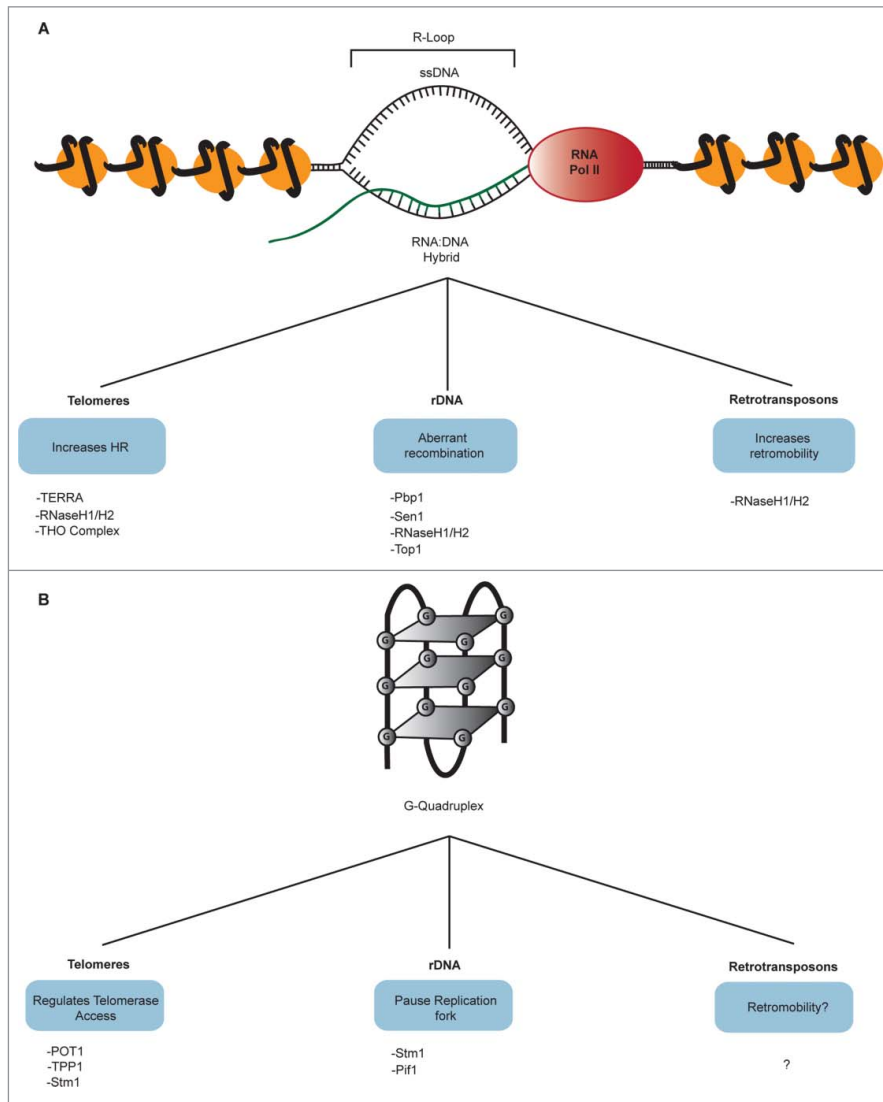 A
R-Loop
ssDNA
RNA
Pol II
RNA:DNA
Hybrid
Telomeres
Increases HR
-TERRA
-RNaseH1/H2
-THO Complex
rDNA
Aberrant
recombination
-Pbp1
-Sen1
-RNaseH1/H2
-Top1
Retrotransposons
Increases
retromobility
-RNaseH1/H2
B
G
G
G
G
G
G
G
G
G
G
G
G
G-Quadruplex
Telomeres
Regulates Telomerase
Access
-POT1
-TPP1
-Stm1
rDNA
Pause Replication
fork
-Stm1
-Pif1
Retrotransposons
Retromobility?
?